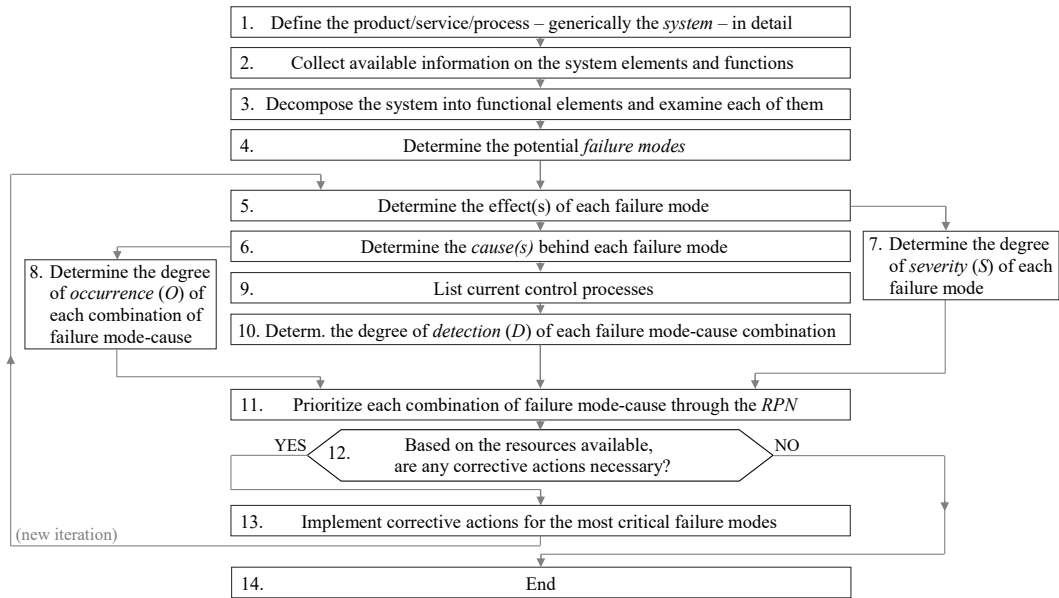 1. Define the product/service/process – generically the system – in detail
2. Collect available information on the system elements and functions
3. Decompose the system into functional elements and examine each of them
4. Determine the potential failure modes
5. Determine the effect(s) of each failure mode
6. Determine the cause(s) behind each failure mode
7. Determine the degree
of severity (S) of each
failure mode
8. Determine the degree
of occurrence (O) of
each combination of
failure mode-cause
9. List current control processes
10. Determ. the degree of detection (D) of each failure mode-cause combination
11. Prioritize each combination of failure mode-cause through the RPN
YES
12. Based on the resources available,
are any corrective actions necessary?
NO
13. Implement corrective actions for the most critical failure modes
(new iteration)
14. End